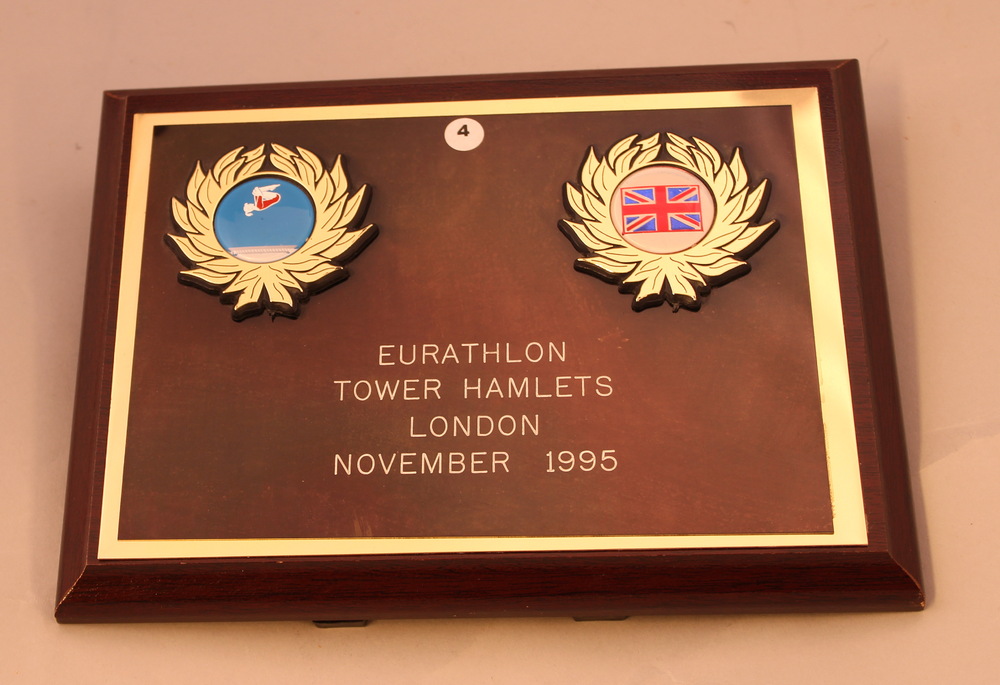 4
EURATHLON
TOWER HAMLETS
LONDON
NOVEMBER 1995